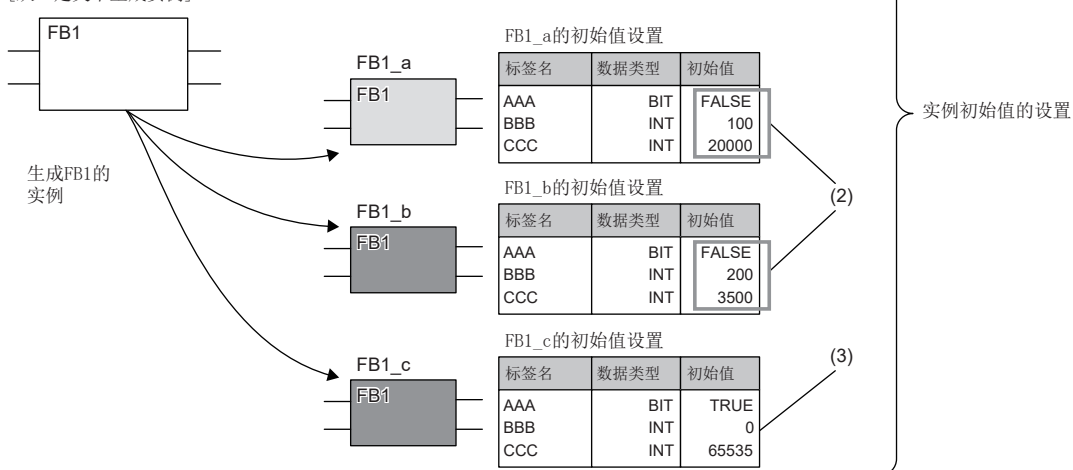 FB1
生成FB1的
实例
FB1_a
FB1
FB1_a的初始值设置
标签名 数据类型 初始值
AAA BIT FALSE
BBB INT 100
CCC INT 20000
FB1_b
FB1
FB1_b的初始值设置
标签名 数据类型 初始值
AAA BIT FALSE
BBB INT 200
CCC INT 3500
(2)
FB1_c
FB1
FB1_c的初始值设置
标签名 数据类型 初始值
AAA BIT TRUE
BBB INT 0
CCC INT 65535
(3)
实例初始值的设置